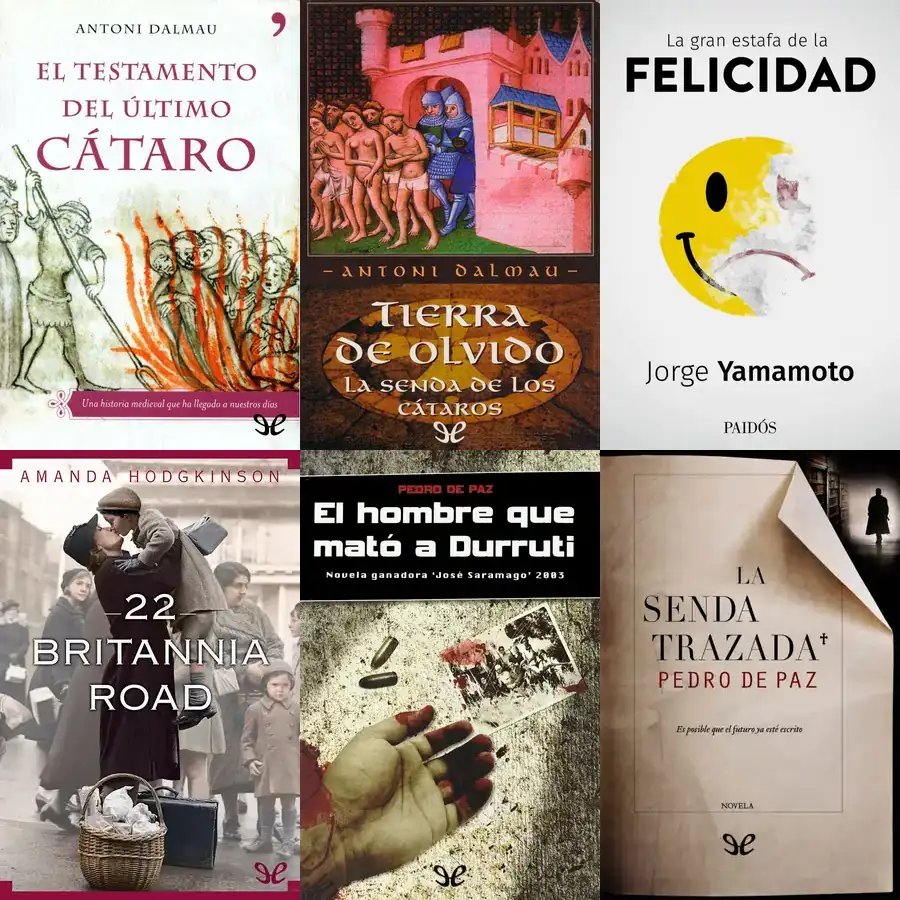 ANTONI DALMAU
EL TESTAMENTO
DEL ÚLTIMO
CÁTARO
Una historia medieval que ha llegado a nuestros días
- ANTONI DALMAU -
TIERRA
DE OLVIDO
LA SENDA DE LOS
CÁTAROS
La gran estafa de la
FELICIDAD
Jorge Yamamoto
PAIDÓS
AMANDA HODGKINSON
22
BRITANNIA
ROAD
PEDRO DE PAZ
El hombre que
mató a Durruti
Novela ganadora 'José Saramago' 2003
LA
SENDA
TRAZADA†
PEDRO DE PAZ
Es posible que el futuro ya esté escrito
NOVELA